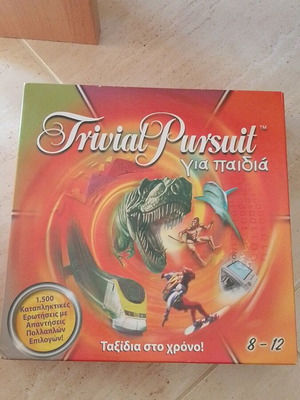 Trivial Pursuit™
για παιδιά
1.500
Καταπληκτικές
Ερωτήσεις με
Απαντήσεις
Πολλαπλών
Επιλογών!
Ταξίδια στο χρόνο!
8 - 12